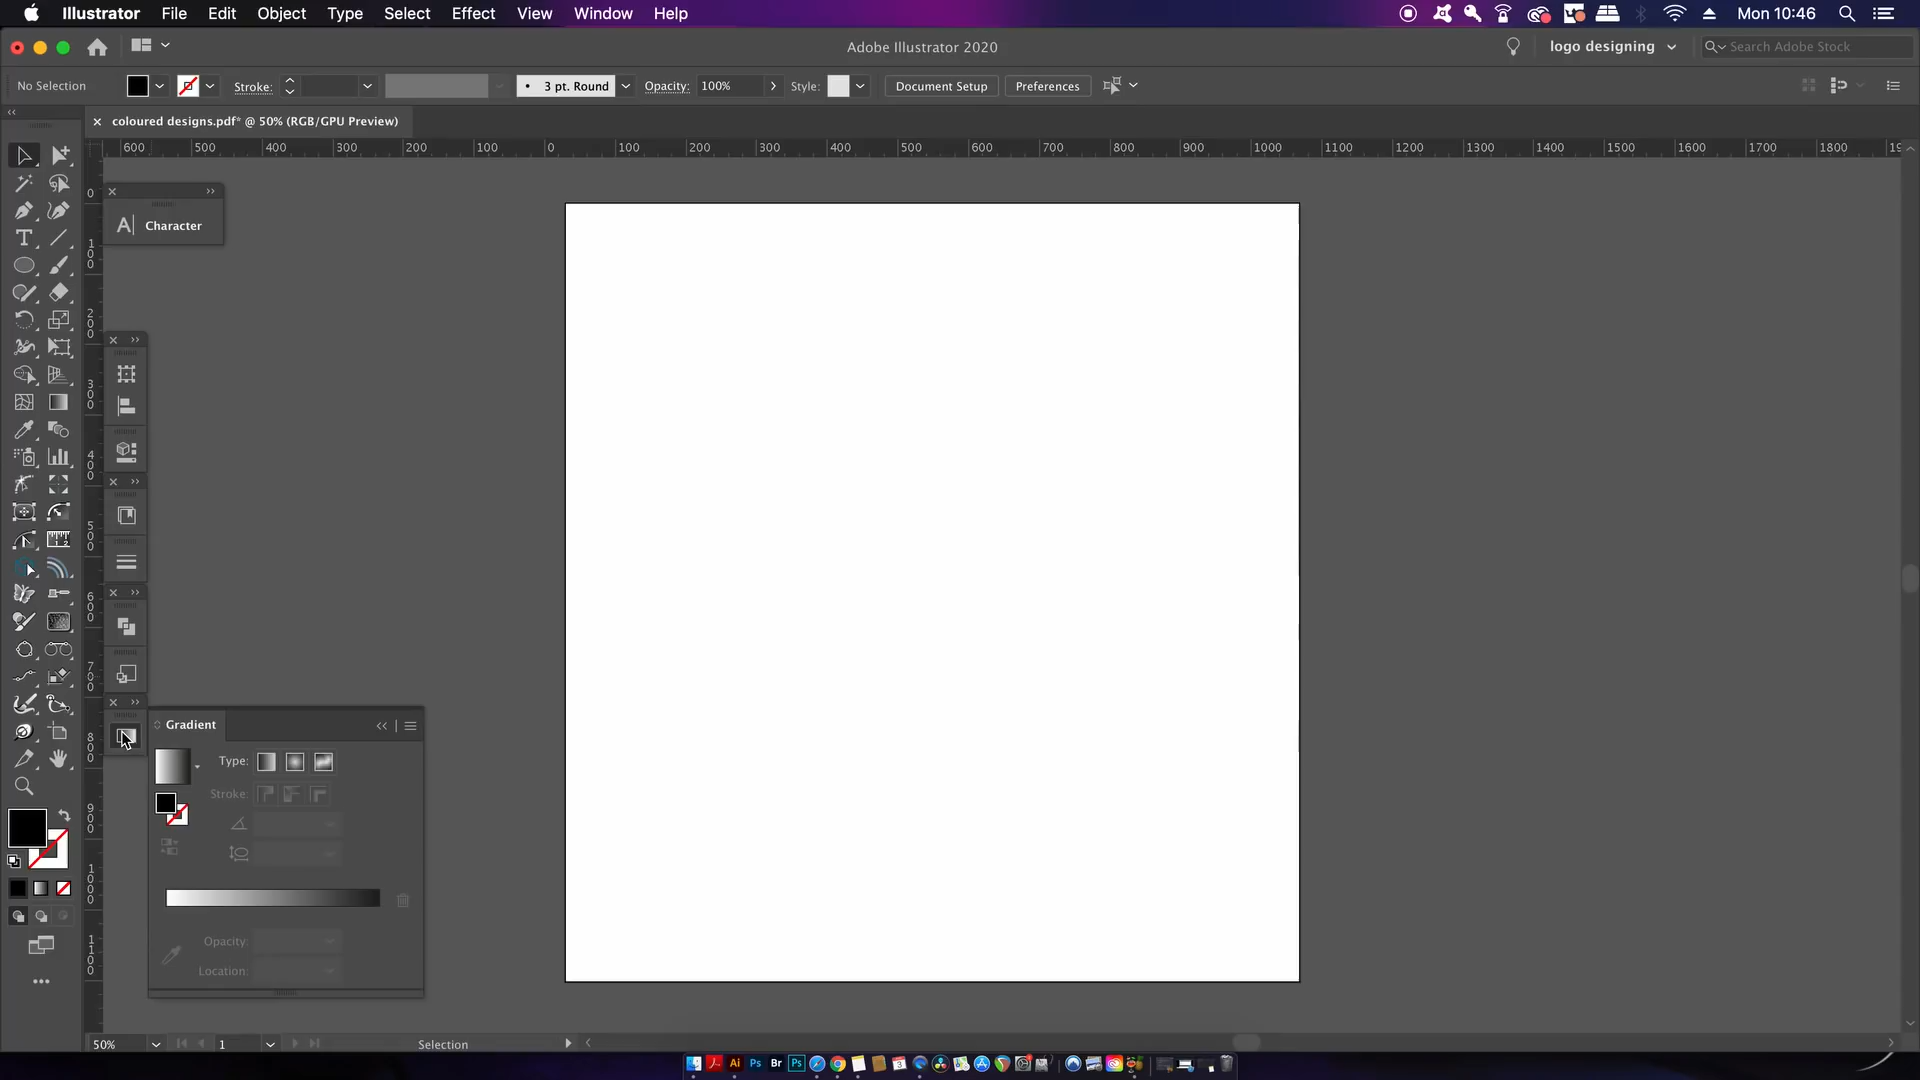 Illustrator File Edit Object Type Select Effect View Window Help Mon 10:46
Adobe Illustrator 2020 logo designing Search Adobe Stock
No Selection Stroke: 3 pt. Round Opacity: 100% Style: Document Setup Preferences
× coloured designs.pdf* @ 50% (RGB/GPU Preview)
600 500 400 300 200 100 0 100 200 300 400 500 600 700 800 900 1000 1100 1200 1300 1400 1500 1600 1700 1800
0
100
200
300
400
500
600
700
800
900
1000
1100
A Character
T
Gradient
Type:
Stroke:
Opacity:
Location:
50% 1 Selection
Ai Ps Br Ps